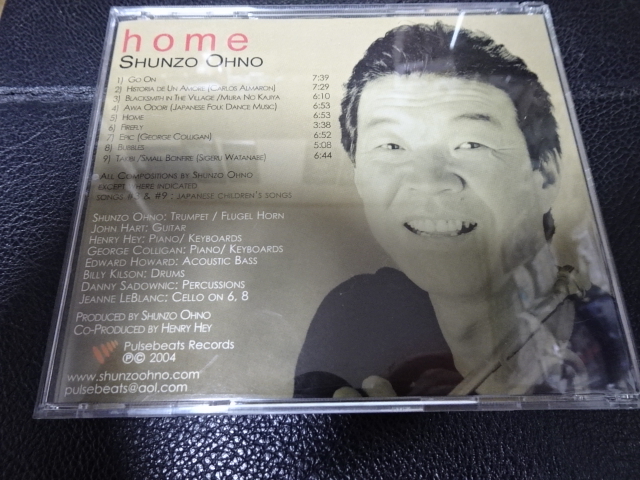 home
Shunzo Ohno
1) Go On 7:39
2) Historia de Un Amore (Carlos Almaron) 7:29
3) Blacksmith in The Village /Mura No Kajiya 6:10
4) Awa Odori (Japanese Folk Dance Music) 6:53
5) Home 6:53
6) Firefly 3:38
7) Epic (George Colligan) 6:52
8) Bubbles 5:08
9) /Small Bonfire (Sigeru Watanabe) 6:44
All Compositions by Shunzo Ohno
except where indicated
songs & #9 : japanese children's songs
Shunzo Ohno: Trumpet / Flugel Horn
John Hart: Guitar
Henry Hey: Piano/ Keyboards
George Colligan: Piano/ Keyboards
Edward Howard: Acoustic Bass
Billy Kilson: Drums
Danny Sadownic: Percussions
Jeanne LeBlanc: Cello on 6, 8
Produced by Shunzo Ohno
Co-Produced by Henry Hey
Pulsebeats Records
℗© 2004
www.shunzoohno.com
pulsebeats@aol.com